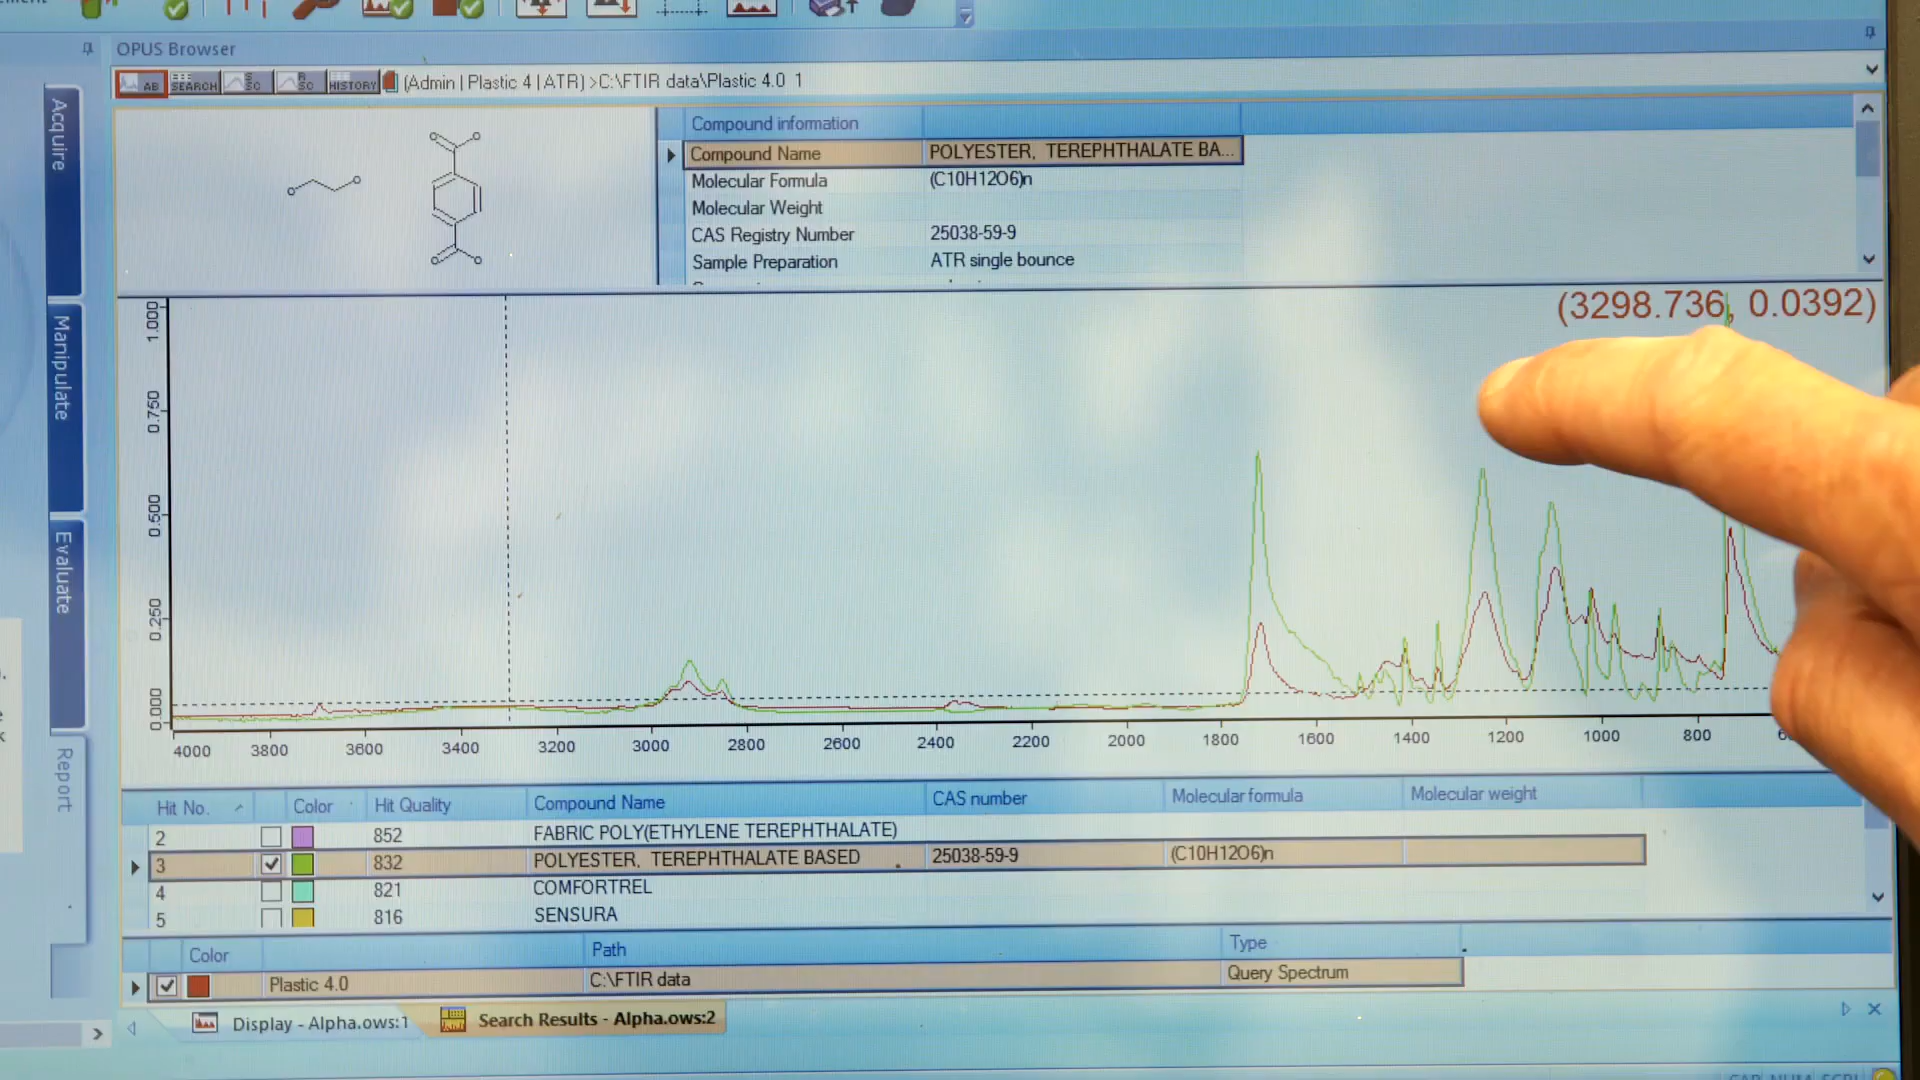 OPUS Browser
AB SEARCH SC SC HISTORY (Admin | Plastic 4 | ATR) >C:\FTIR data\Plastic 4.0 1
Acquire
Manipulate
Evaluate
Report
Compound information
Compound Name POLYESTER, TEREPHTHALATE BA...
Molecular Formula (C10H12O6)n
Molecular Weight
CAS Registry Number 25038-59-9
Sample Preparation ATR single bounce
(3298.736, 0.0392)
1.000
0.750
0.500
0.250
0.000
4000 3800 3600 3400 3200 3000 2800 2600 2400 2200 2000 1800 1600 1400 1200 1000 800
Hit No. Color Hit Quality Compound Name CAS number Molecular formula Molecular weight
2 852 FABRIC POLY(ETHYLENE TEREPHTHALATE)
3 832 POLYESTER, TEREPHTHALATE BASED 25038-59-9 (C10H12O6)n
4 821 COMFORTREL
5 816 SENSURA
Color Path Type
Plastic 4.0 C:\FTIR data Query Spectrum
Display - Alpha.ows:1 Search Results - Alpha.ows:2